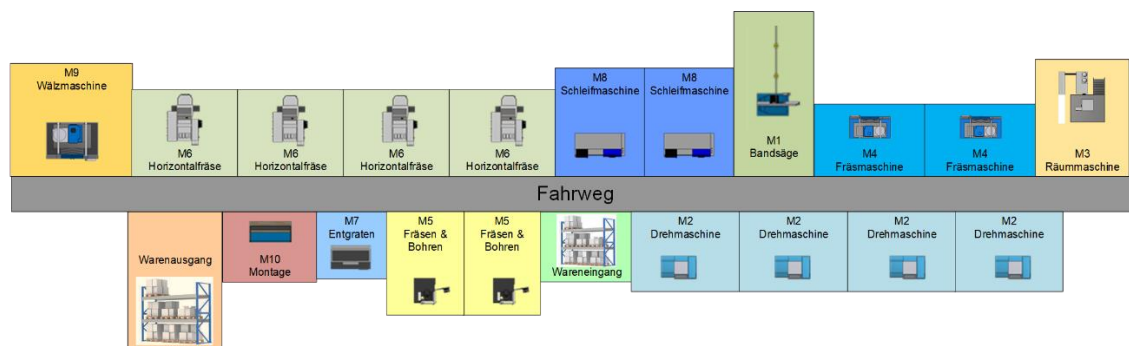 M9
Wälzmaschine
M6
Horizontalfräse
M6
Horizontalfräse
M6
Horizontalfräse
M6
Horizontalfräse
M8
Schleifmaschine
M8
Schleifmaschine
M1
Bandsäge
M4
Fräsmaschine
M4
Fräsmaschine
M3
Räummaschine
Fahrweg
Warenausgang
M10
Montage
M7
Entgraten
M5
Fräsen &
Bohren
M5
Fräsen &
Bohren
Wareneingang
M2
Drehmaschine
M2
Drehmaschine
M2
Drehmaschine
M2
Drehmaschine